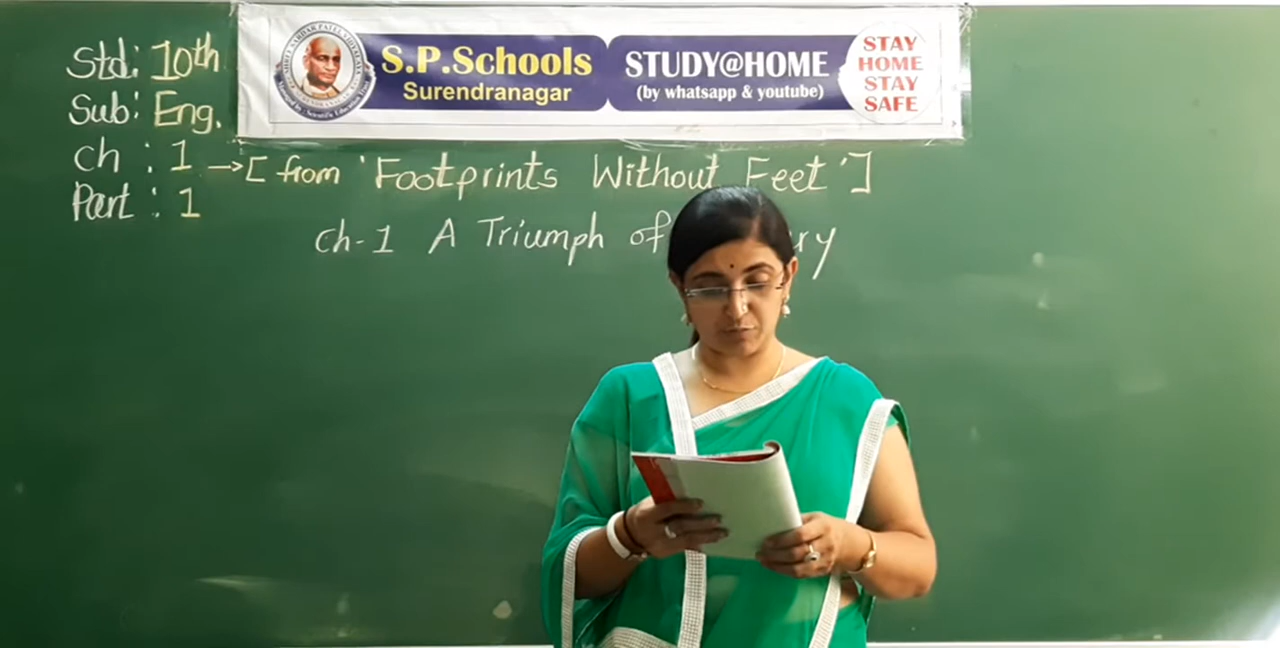 Std: 10th
Sub: Eng.
ch : 1 → [ from 'Footprints Without Feet' ]
Part : 1
ch-1 A Triumph of
S.P.Schools
Surendranagar
STUDY@HOME
(by whatsapp & youtube)
STAY
HOME
STAY
SAFE